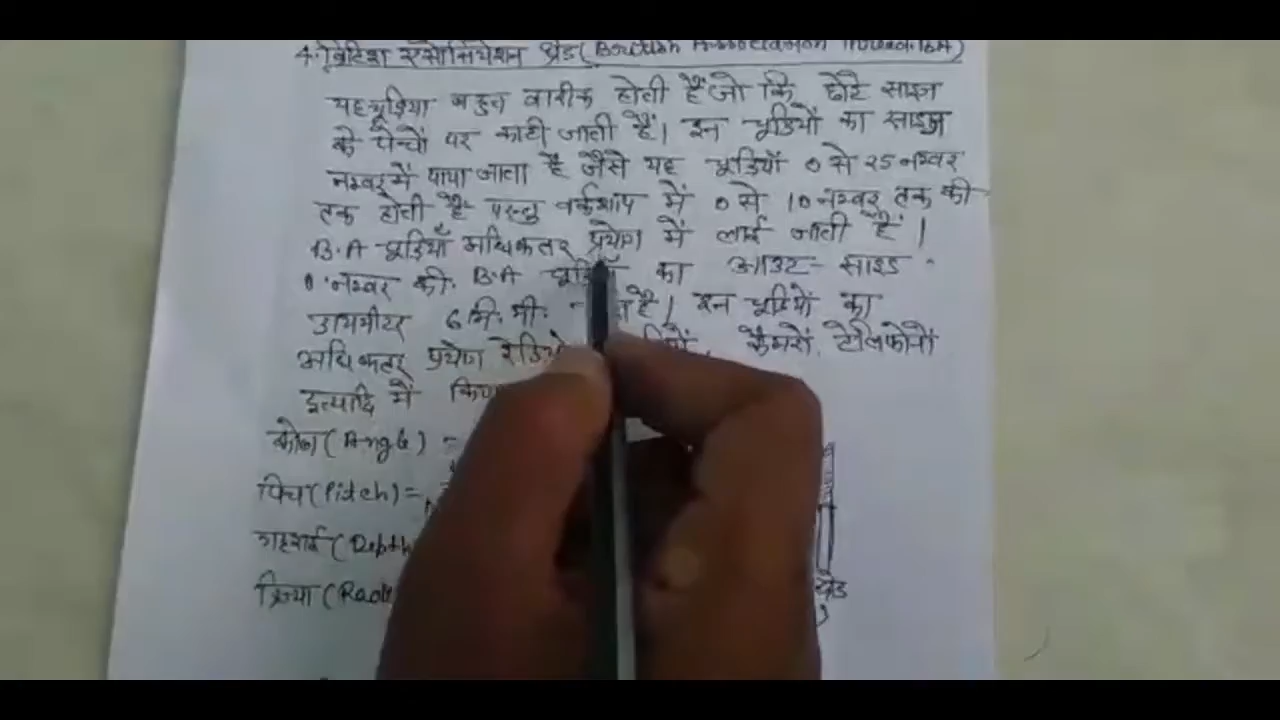 4. ब्रिटिश एसोसियेशन थ्रेड (British Association Thread. BA)
यह चूड़िया बहुत बारीक होती हैं जो कि छोटे साइज
के पेंचों पर काटी जाती हैं। इन चूडियों का साइज
नम्बर में पाया जाता है जैसे यह चूडियाँ 0 से 25 नम्बर
तक होती है परन्तु वर्कशाप में 0 से 10 नम्बर तक की
B.A चूडियाँ अधिकतर प्रयोग में लाई जाती हैं।
0 नम्बर की B.A का आउट साइड
डायमीटर 6 मि.मी. है। इन चूडियों का
अधिकतर प्रयोग कैमरों, टेलिफोनों
इत्यादि में
कोण (Angle) =
पिच (Pitch) =
गहराई (Depth
त्रिज्या (Radi
थ्रेड